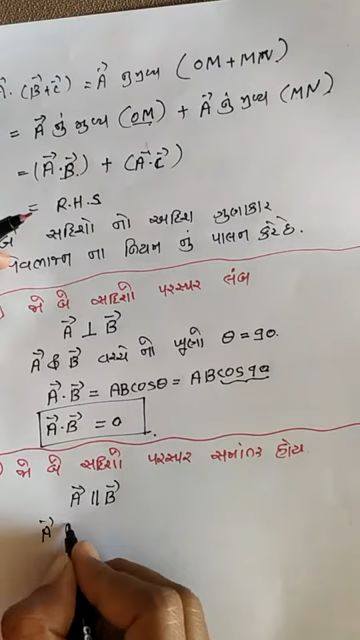 A⃗ · (B⃗ + C⃗) = A⃗ નું મુલ્ય (OM + MN)
= A⃗ નું મુલ્ય (OM) + A⃗ નું મુલ્ય (MN)
= (A⃗ · B⃗) + (A⃗ · C⃗)
= R.H.S
સદિશો નો અદિશ ગુણાકાર
ના નિયમ નું પાલન કરે છે.
જો બે સદિશો પરસ્પર લંબ
A⃗ ⊥ B⃗
A⃗ & B⃗ વચ્ચે નો ખૂણો θ = 90.
A⃗ · B⃗ = ABcosθ = ABcos90
A⃗ · B⃗ = 0
જો બે સદિશો પરસ્પર સમાંતર હોય
A⃗ || B⃗
A⃗